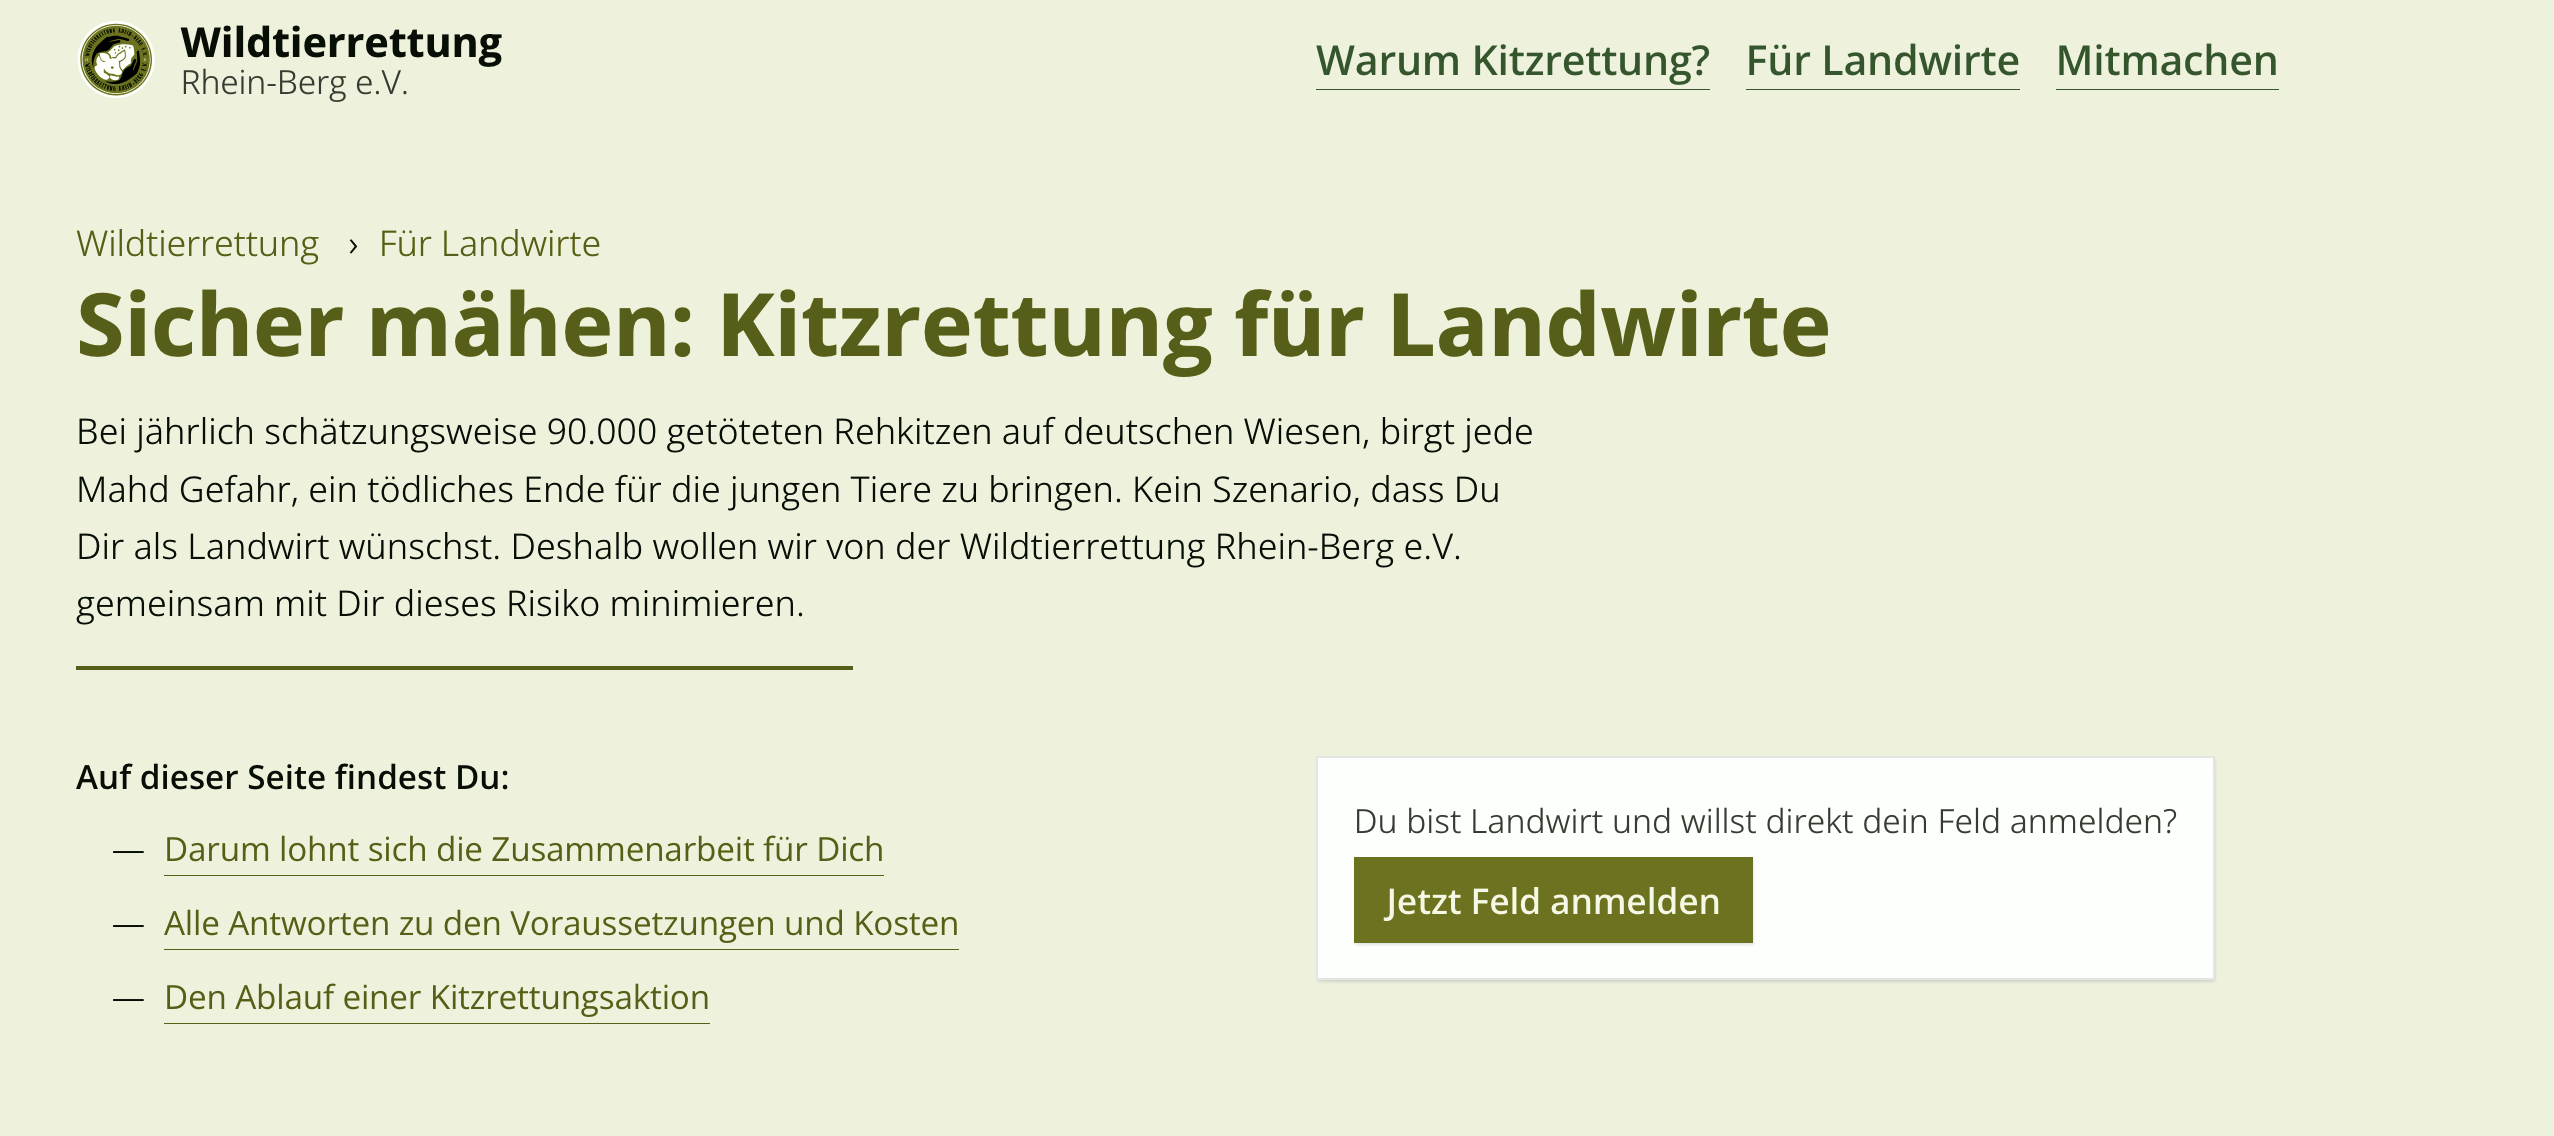 Wildtierrettung
Rhein-Berg e.V.
Warum Kitzrettung? Für Landwirte Mitmachen
Wildtierrettung › Für Landwirte
Sicher mähen: Kitzrettung für Landwirte
Bei jährlich schätzungsweise 90.000 getöteten Rehkitzen auf deutschen Wiesen, birgt jede
Mahd Gefahr, ein tödliches Ende für die jungen Tiere zu bringen. Kein Szenario, dass Du
Dir als Landwirt wünschst. Deshalb wollen wir von der Wildtierrettung Rhein-Berg e.V.
gemeinsam mit Dir dieses Risiko minimieren.
Auf dieser Seite findest Du:
— Darum lohnt sich die Zusammenarbeit für Dich
— Alle Antworten zu den Voraussetzungen und Kosten
— Den Ablauf einer Kitzrettungsaktion
Du bist Landwirt und willst direkt dein Feld anmelden?
Jetzt Feld anmelden